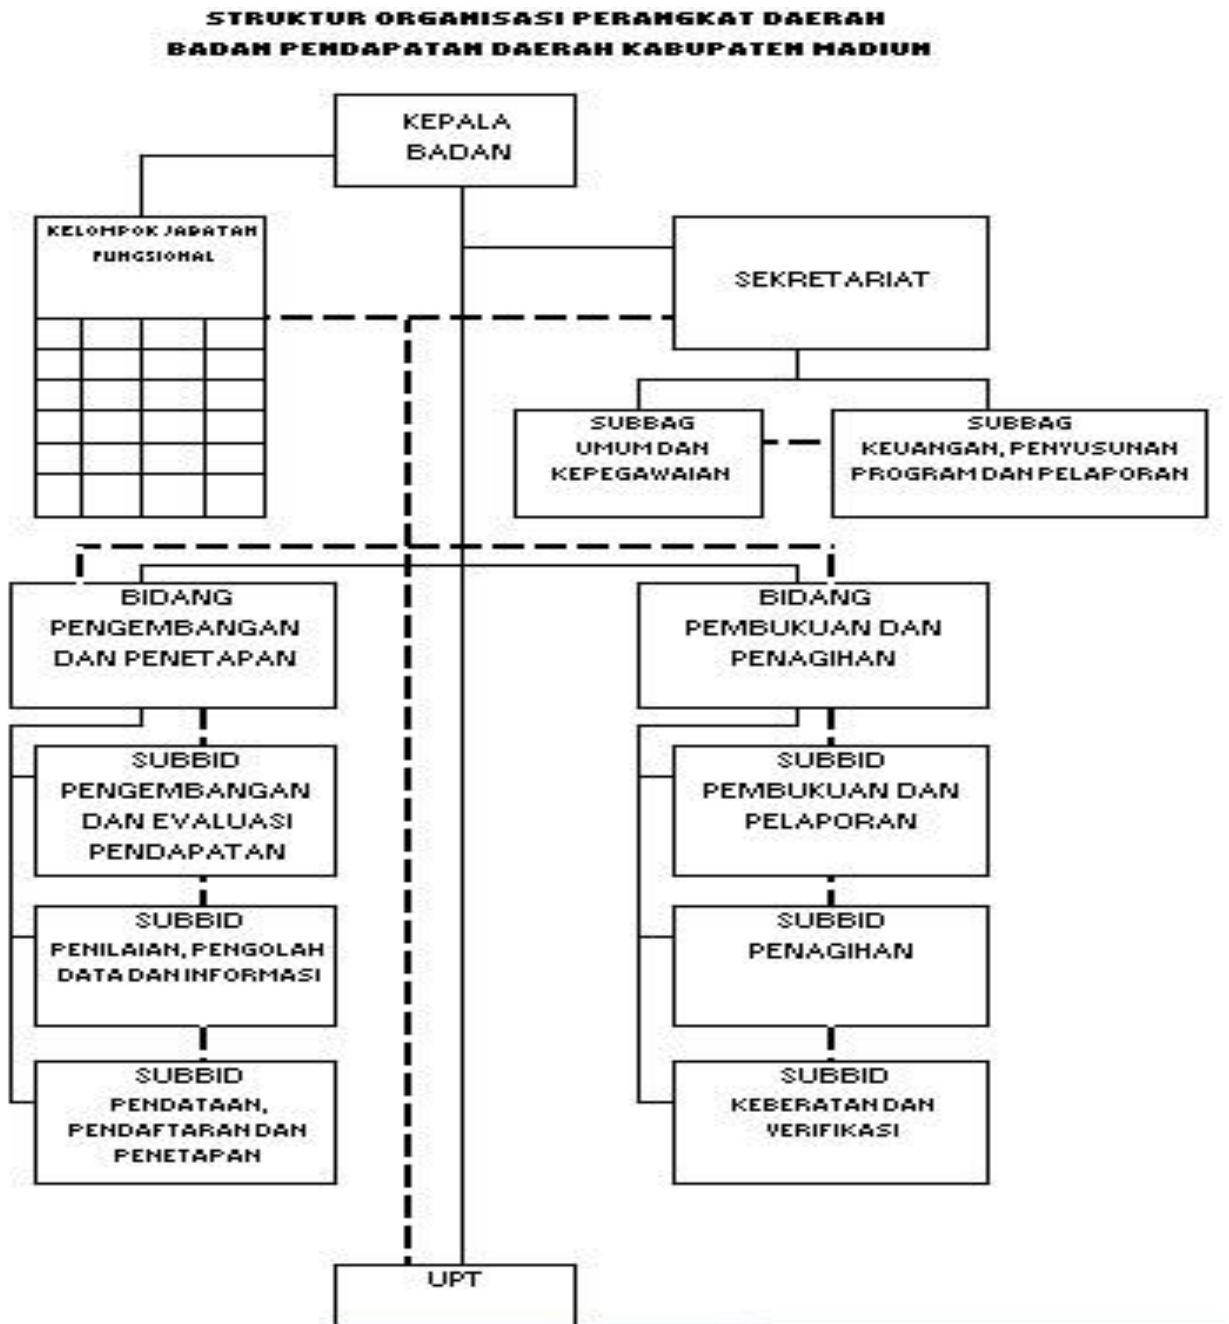 STRUKTUR ORGANISASI PERANGKAT DAERAH
BADAN PENDAPATAN DAERAH KABUPATEN MADIUN
KEPALA
BADAN
KELOMPOK JABATAN
FUNGSIONAL
SEKRETARIAT
SUBBAG
UMUM DAN
KEPEGAWAIAN
SUBBAG
KEUANGAN, PENYUSUNAN
PROGRAM DAN PELAPORAN
BIDANG
PENGEMBANGAN
DAN PENETAPAN
BIDANG
PEMBUKUAN DAN
PENAGIHAN
SUBBID
PENGEMBANGAN
DAN EVALUASI
PENDAPATAN
SUBBID
PEMBUKUAN DAN
PELAPORAN
SUBBID
PENILAIAN, PENGOLAH
DATA DAN INFORMASI
SUBBID
PENAGIHAN
SUBBID
PENDATAAN,
PENDAFTARAN DAN
PENETAPAN
SUBBID
KEBERATAN DAN
VERIFIKASI
UPT